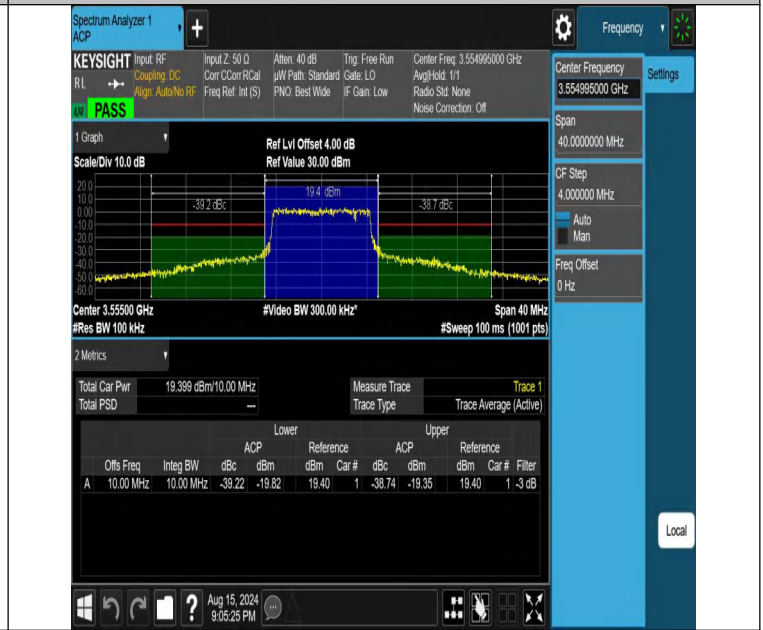 Spectrum Analyzer 1
ACP
Frequency
KEYSIGHT
R L
PASS
Input: RF
Coupling: DC
Align: Auto/No RF
Input Z: 50 Ω
Corr CCorr RCal
Freq Ref: Int (S)
Atten: 40 dB
µW Path: Standard
PNO: Best Wide
Trig: Free Run
Gate: LO
IF Gain: Low
Center Freq: 3.554995000 GHz
Avg|Hold: 1/1
Radio Std: None
Noise Correction: Off
Center Frequency
3.554995000 GHz
Settings
Span
40.0000000 MHz
CF Step
4.000000 MHz
Auto
Man
Freq Offset
0 Hz
1 Graph
Scale/Div 10.0 dB
Ref Lvl Offset 4.00 dB
Ref Value 30.00 dBm
20.0
10.0
0.00
-10.0
-20.0
-30.0
-40.0
-50.0
-60.0
-39.2 dBc
19.4 dBm
-38.7 dBc
Center 3.55500 GHz
#Video BW 300.00 kHz*
Span 40 MHz
#Res BW 100 kHz
#Sweep 100 ms (1001 pts)
2 Metrics
Total Car Pwr 19.399 dBm/10.00 MHz
Total PSD ---
Measure Trace Trace 1
Trace Type Trace Average (Active)
Lower Upper
ACP Reference ACP Reference
Offs Freq Integ BW dBc dBm dBm Car # dBc dBm dBm Car # Filter
A 10.00 MHz 10.00 MHz -39.22 -19.82 19.40 1 -38.74 -19.35 19.40 1 -3 dB
Local
?
Aug 15, 2024
9:05:25 PM